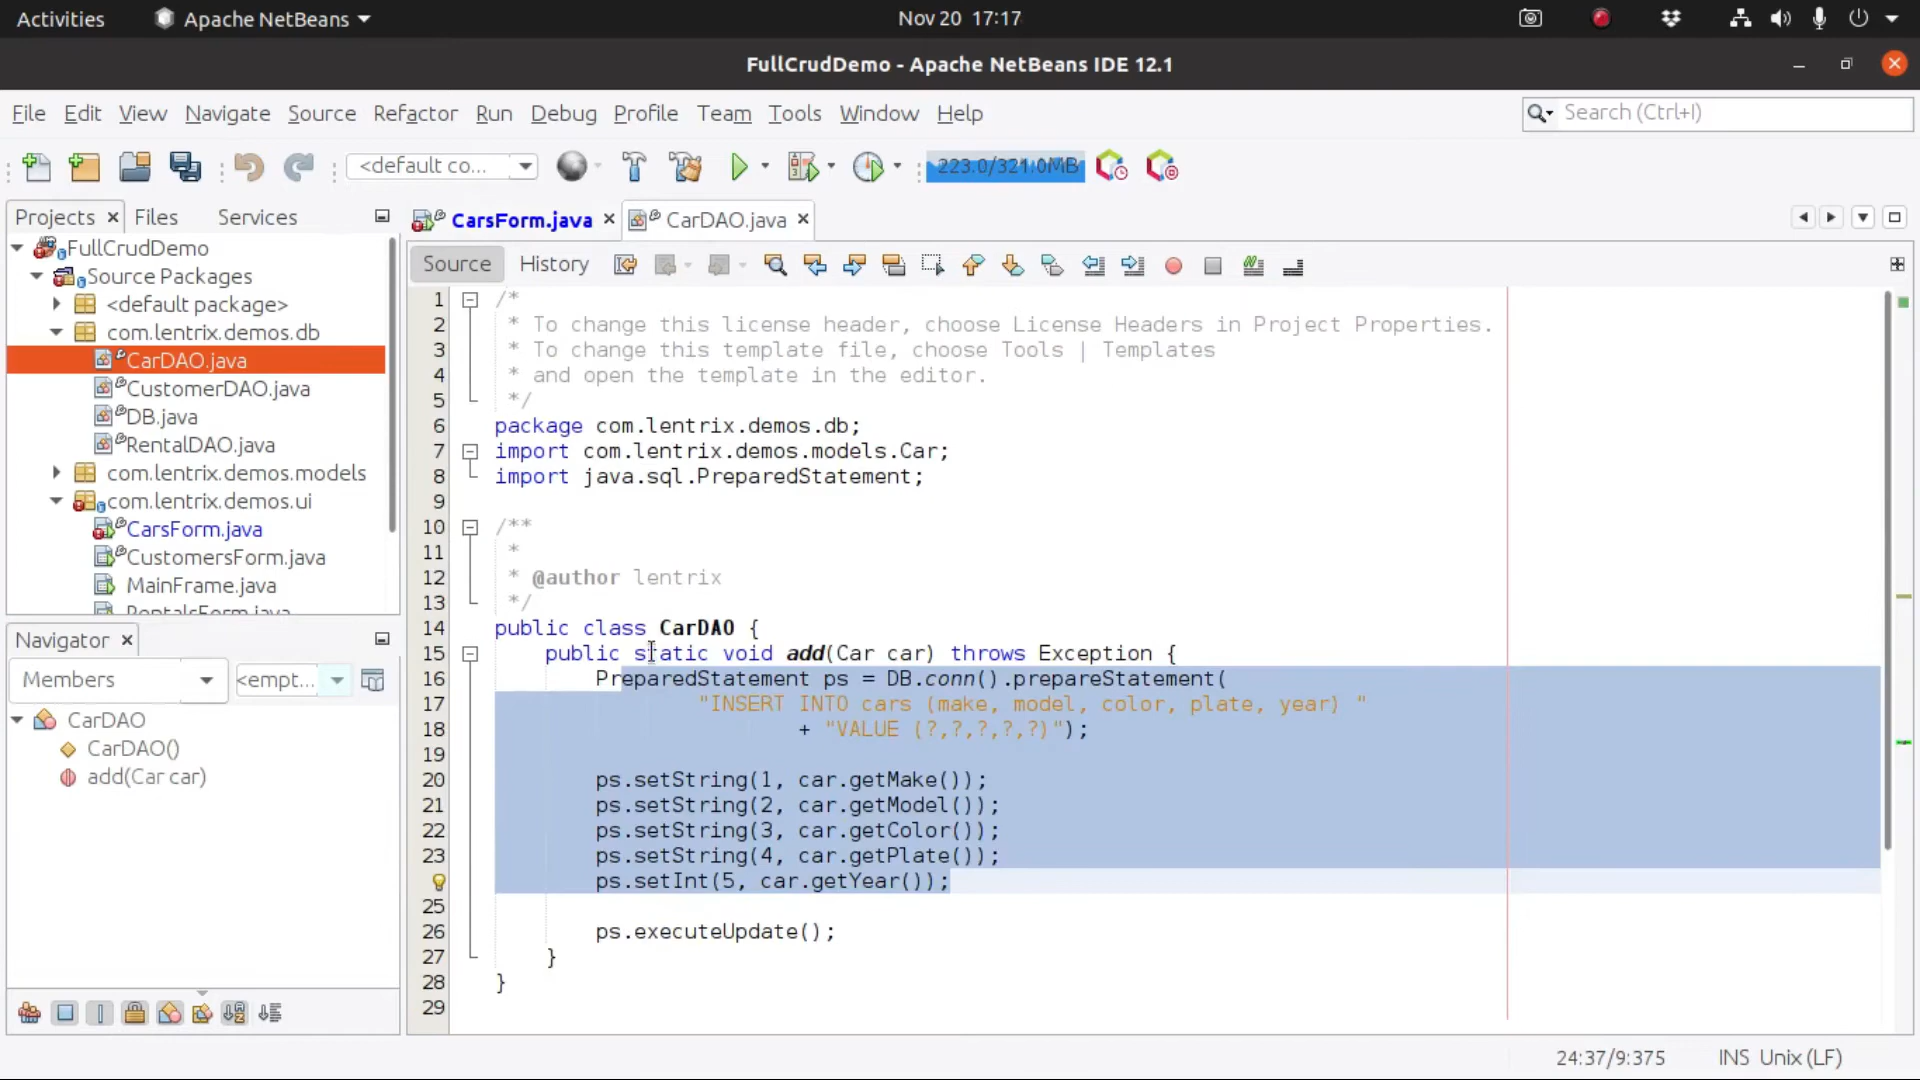 Activities
Apache NetBeans
Nov 20 17:17
FullCrudDemo - Apache NetBeans IDE 12.1
File Edit View Navigate Source Refactor Run Debug Profile Team Tools Window Help
Search (Ctrl+I)
<default co...
223.0/321.0MB
Projects Files Services
CarsForm.java
CarDAO.java
FullCrudDemo
Source Packages
<default package>
com.lentrix.demos.db
CarDAO.java
CustomerDAO.java
DB.java
RentalDAO.java
com.lentrix.demos.models
com.lentrix.demos.ui
CarsForm.java
CustomersForm.java
MainFrame.java
RentalsForm.java
Navigator
Members
<empt...
CarDAO
CarDAO()
add(Car car)
Source History
1 /*
2 * To change this license header, choose License Headers in Project Properties.
3 * To change this template file, choose Tools | Templates
4 * and open the template in the editor.
5 */
6 package com.lentrix.demos.db;
7 import com.lentrix.demos.models.Car;
8 import java.sql.PreparedStatement;
9
10 /**
11 *
12 * @author lentrix
13 */
14 public class CarDAO {
15 public static void add(Car car) throws Exception {
16 PreparedStatement ps = DB.conn().prepareStatement(
17 "INSERT INTO cars (make, model, color, plate, year) "
18 + "VALUE (?,?,?,?,?)");
19
20 ps.setString(1, car.getMake());
21 ps.setString(2, car.getModel());
22 ps.setString(3, car.getColor());
23 ps.setString(4, car.getPlate());
ps.setInt(5, car.getYear());
25
26 ps.executeUpdate();
27 }
28 }
29
24:37/9:375 INS Unix (LF)